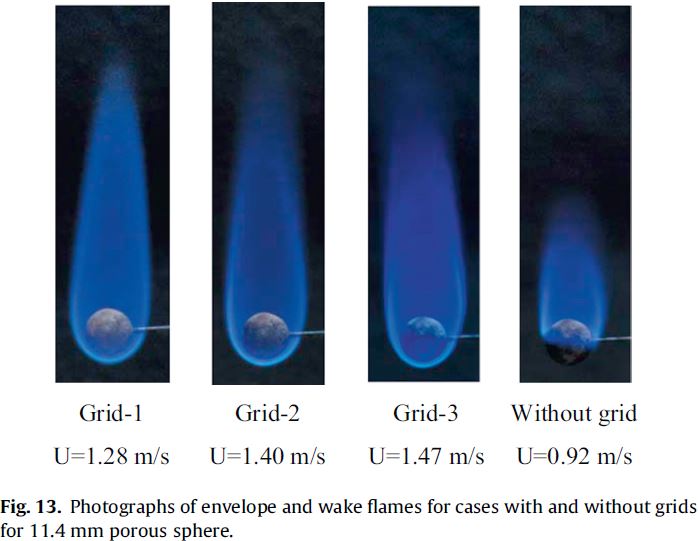 Grid-1 Grid-2 Grid-3 Without grid
U=1.28 m/s U=1.40 m/s U=1.47 m/s U=0.92 m/s
Fig. 13. Photographs of envelope and wake flames for cases with and without grids
for 11.4 mm porous sphere.